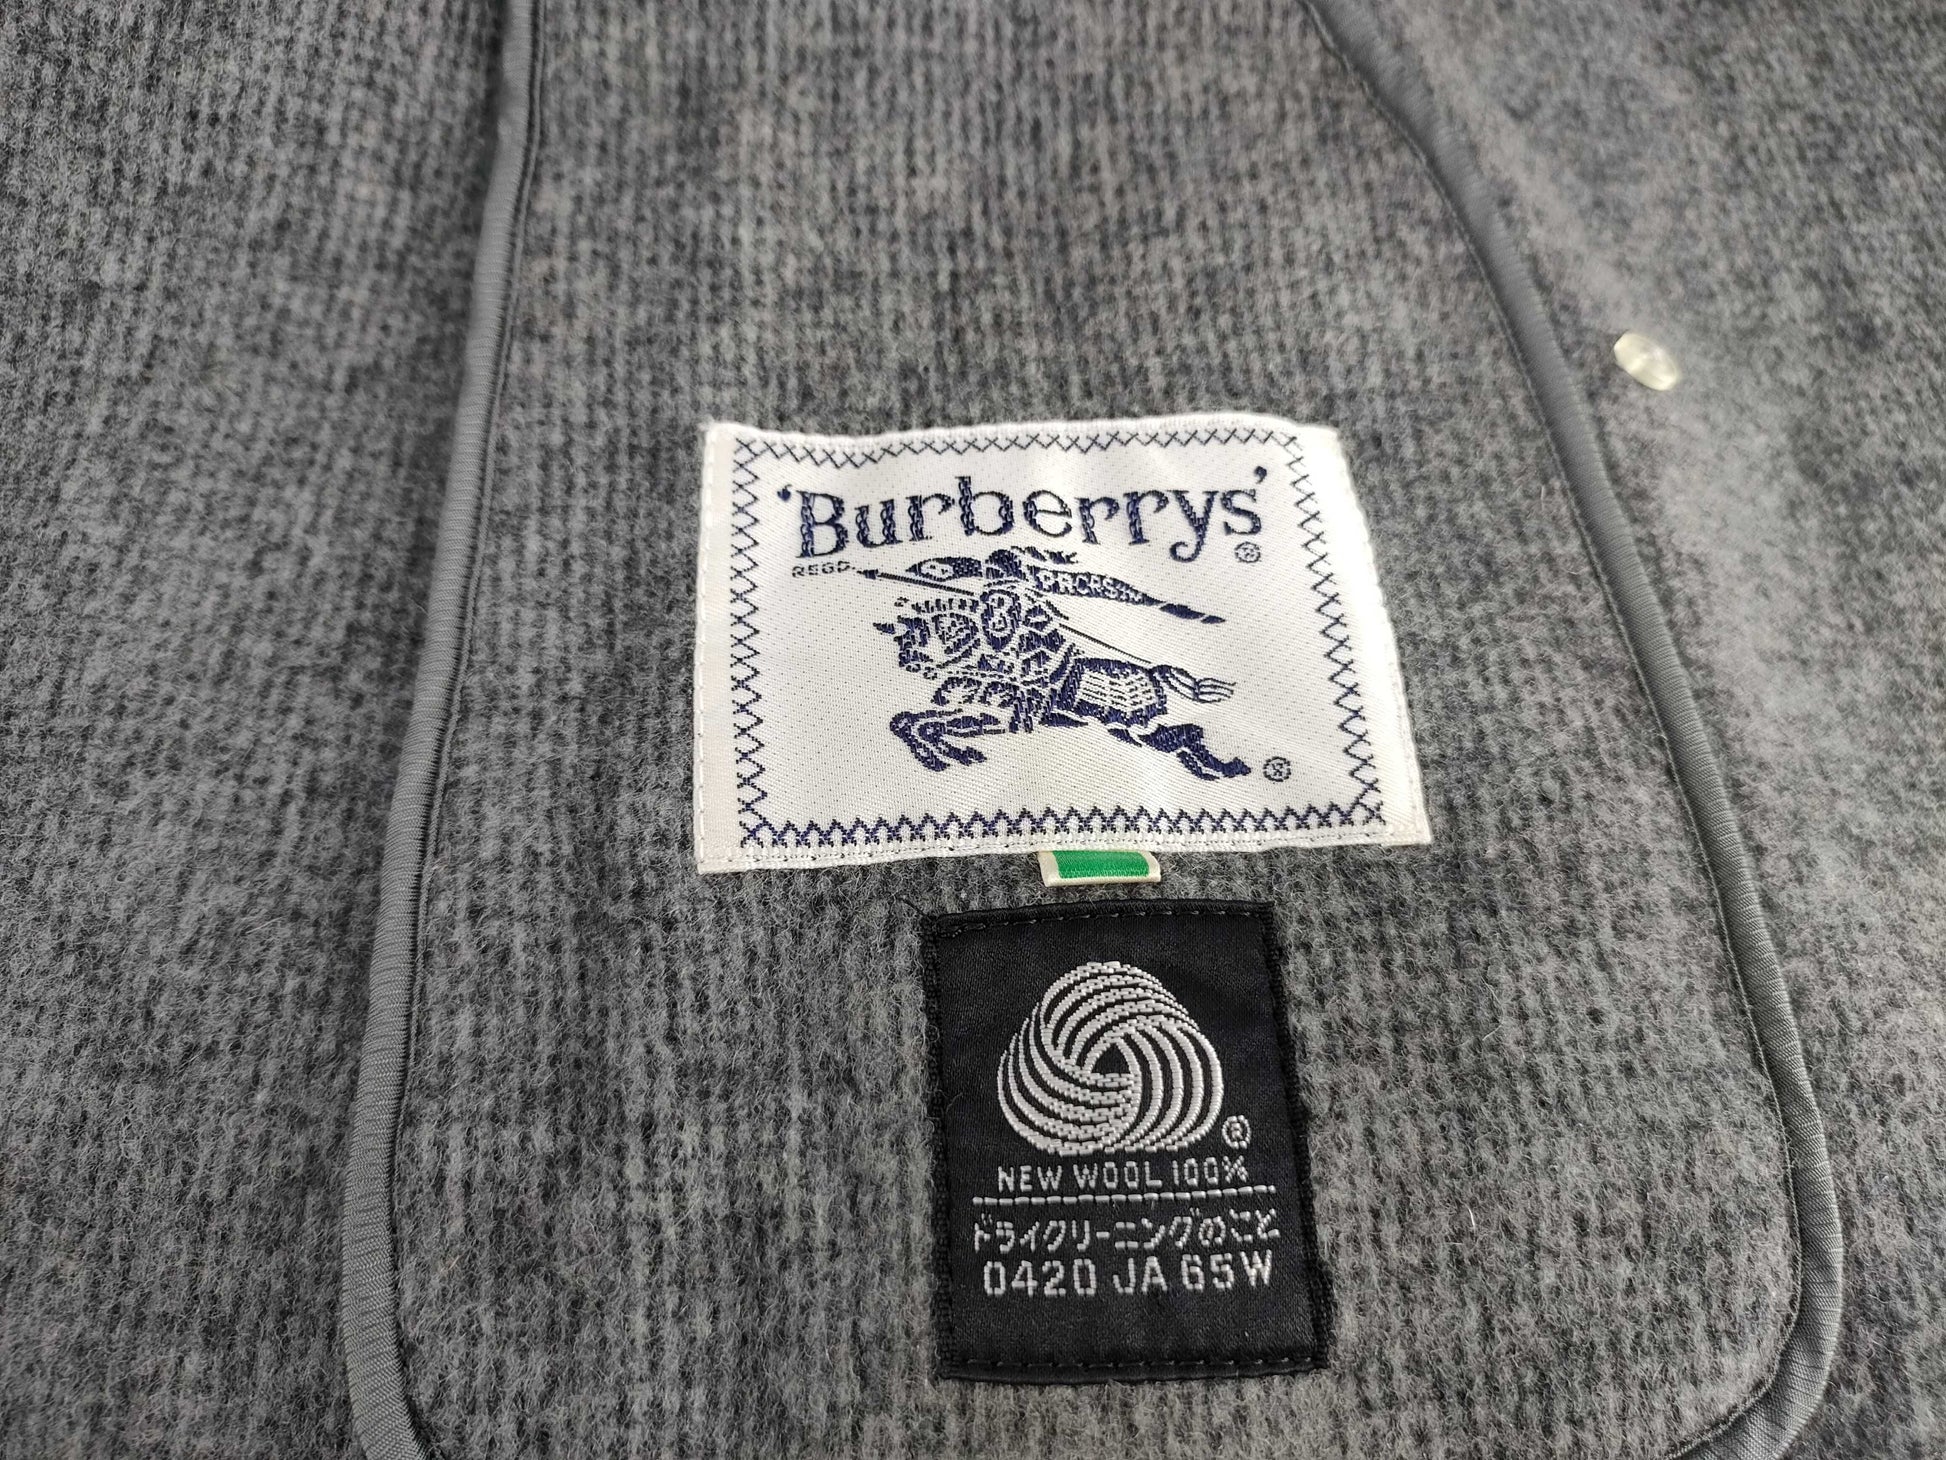 'Burberrys'
®
REGD.
®
®
NEW WOOL 100%
ドライクリーニングのこと
0420 JA 65W